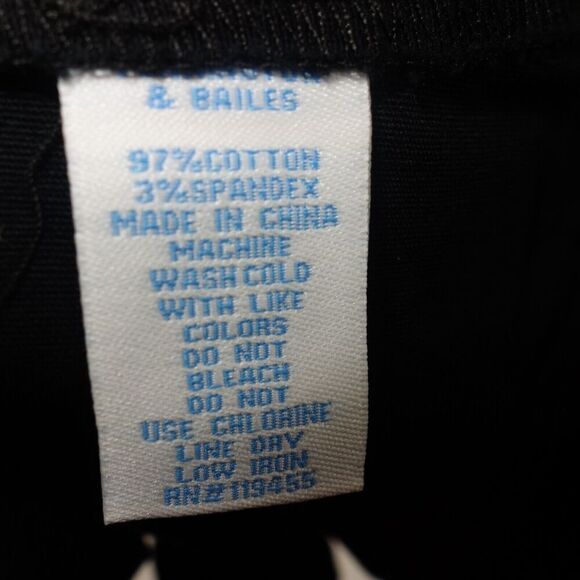 & BAILES
97%COTTON
3%SPANDEX
MADE IN CHINA
MACHINE
WASH COLD
WITH LIKE
COLORS
DO NOT
BLEACH
DO NOT
USE CHLORINE
LINE DRY
LOW IRON
RN#119455